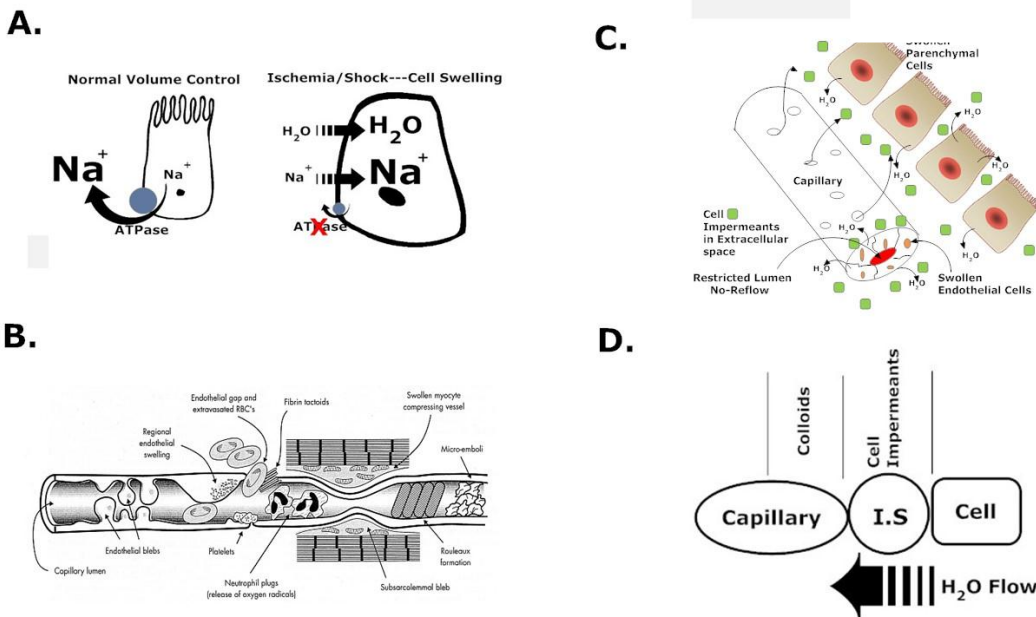 A.
Normal Volume Control
Na+
Na+
ATPase
Ischemia/Shock---Cell Swelling
H2O
H2O
Na+
Na+
ATPase
B.
Endothelial gap and
extravasated RBC's
Fibrin tactoids
Swollen myocyte
compressing vessel
Regional
endothelial
swelling
Micro-emboli
Endothelial blebs
Capillary lumen
Platelets
Neutrophil plugs
(release of oxygen radicals)
Subsarcolemmal bleb
Rouleaux
formation
C.
Swollen
Parenchymal
Cells
H2O
H2O
H2O
H2O
H2O
Capillary
Cell
Impermeants
in Extracellular
space
H2O
H2O
H2O
Restricted Lumen
No-Reflow
Swollen
Endothelial Cells
D.
Colloids
Cell
Impermeants
Capillary
I.S
Cell
H2O Flow